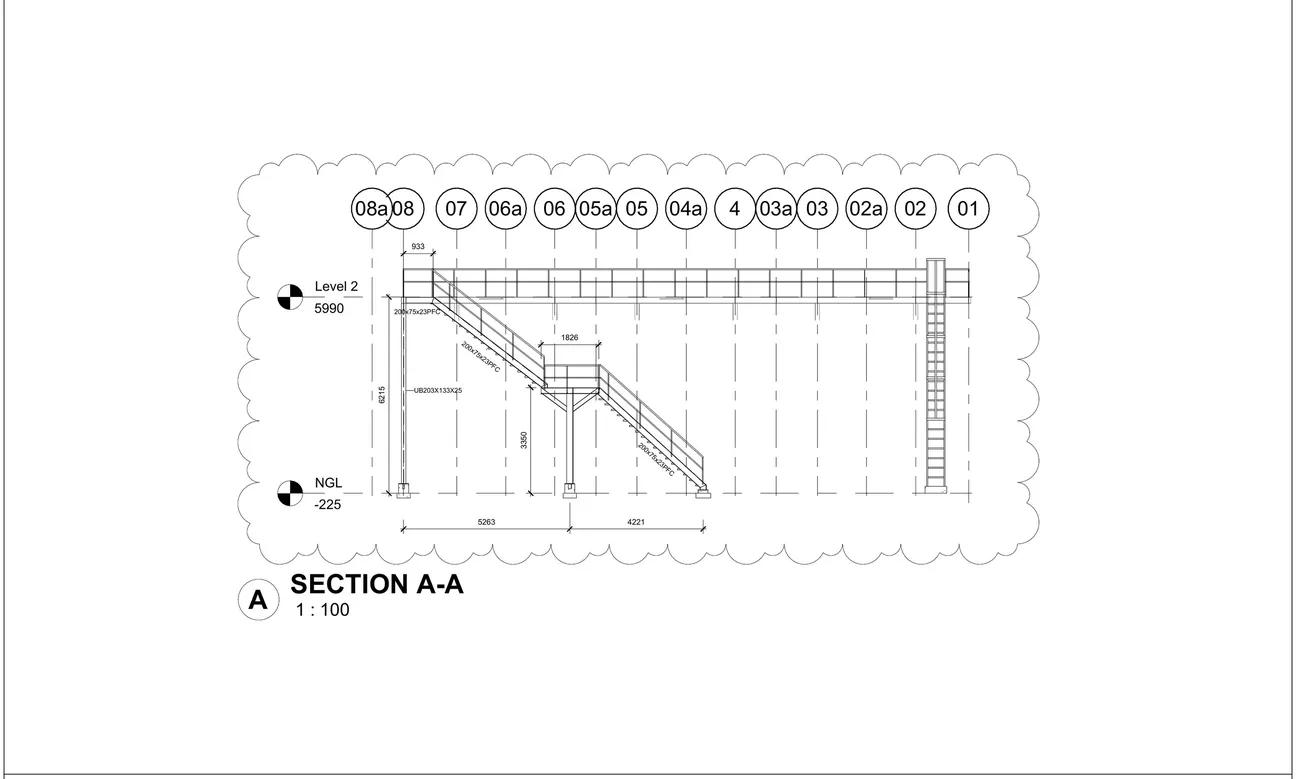 08a 08 07 06a 06 05a 05 04a 4 03a 03 02a 02 01
933
Level 2
5990
200x75x23PFC
1826
200x75x23PFC
UB203X133X25
6215
3350
200x75x23PFC
NGL
-225
5263 4221
A SECTION A-A
1 : 100